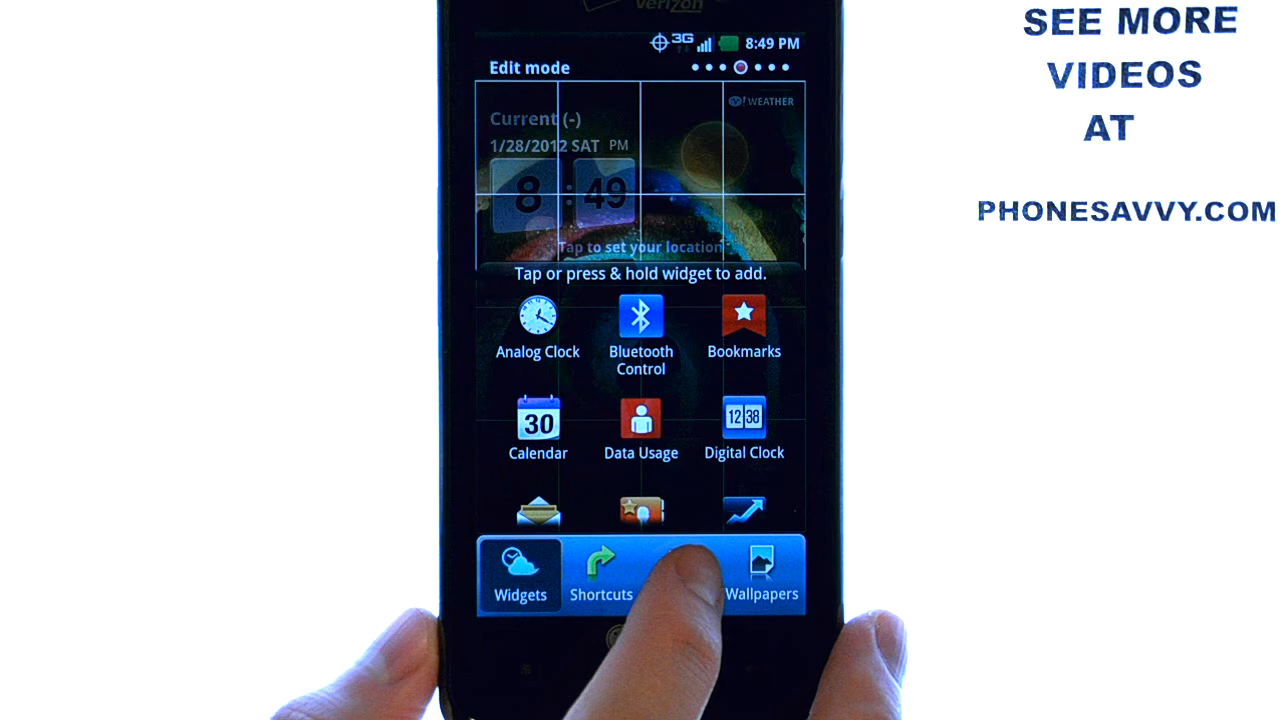 verizon
SEE MORE
VIDEOS
AT
PHONESAVVY.COM
3G 8:49 PM
Edit mode
Y! WEATHER
Current (-)
1/28/2012 SAT PM
8:49
Tap to set your location
Tap or press & hold widget to add.
Analog Clock
Bluetooth
Control
Bookmarks
30
12 38
Calendar
Data Usage
Digital Clock
Widgets
Shortcuts
Wallpapers